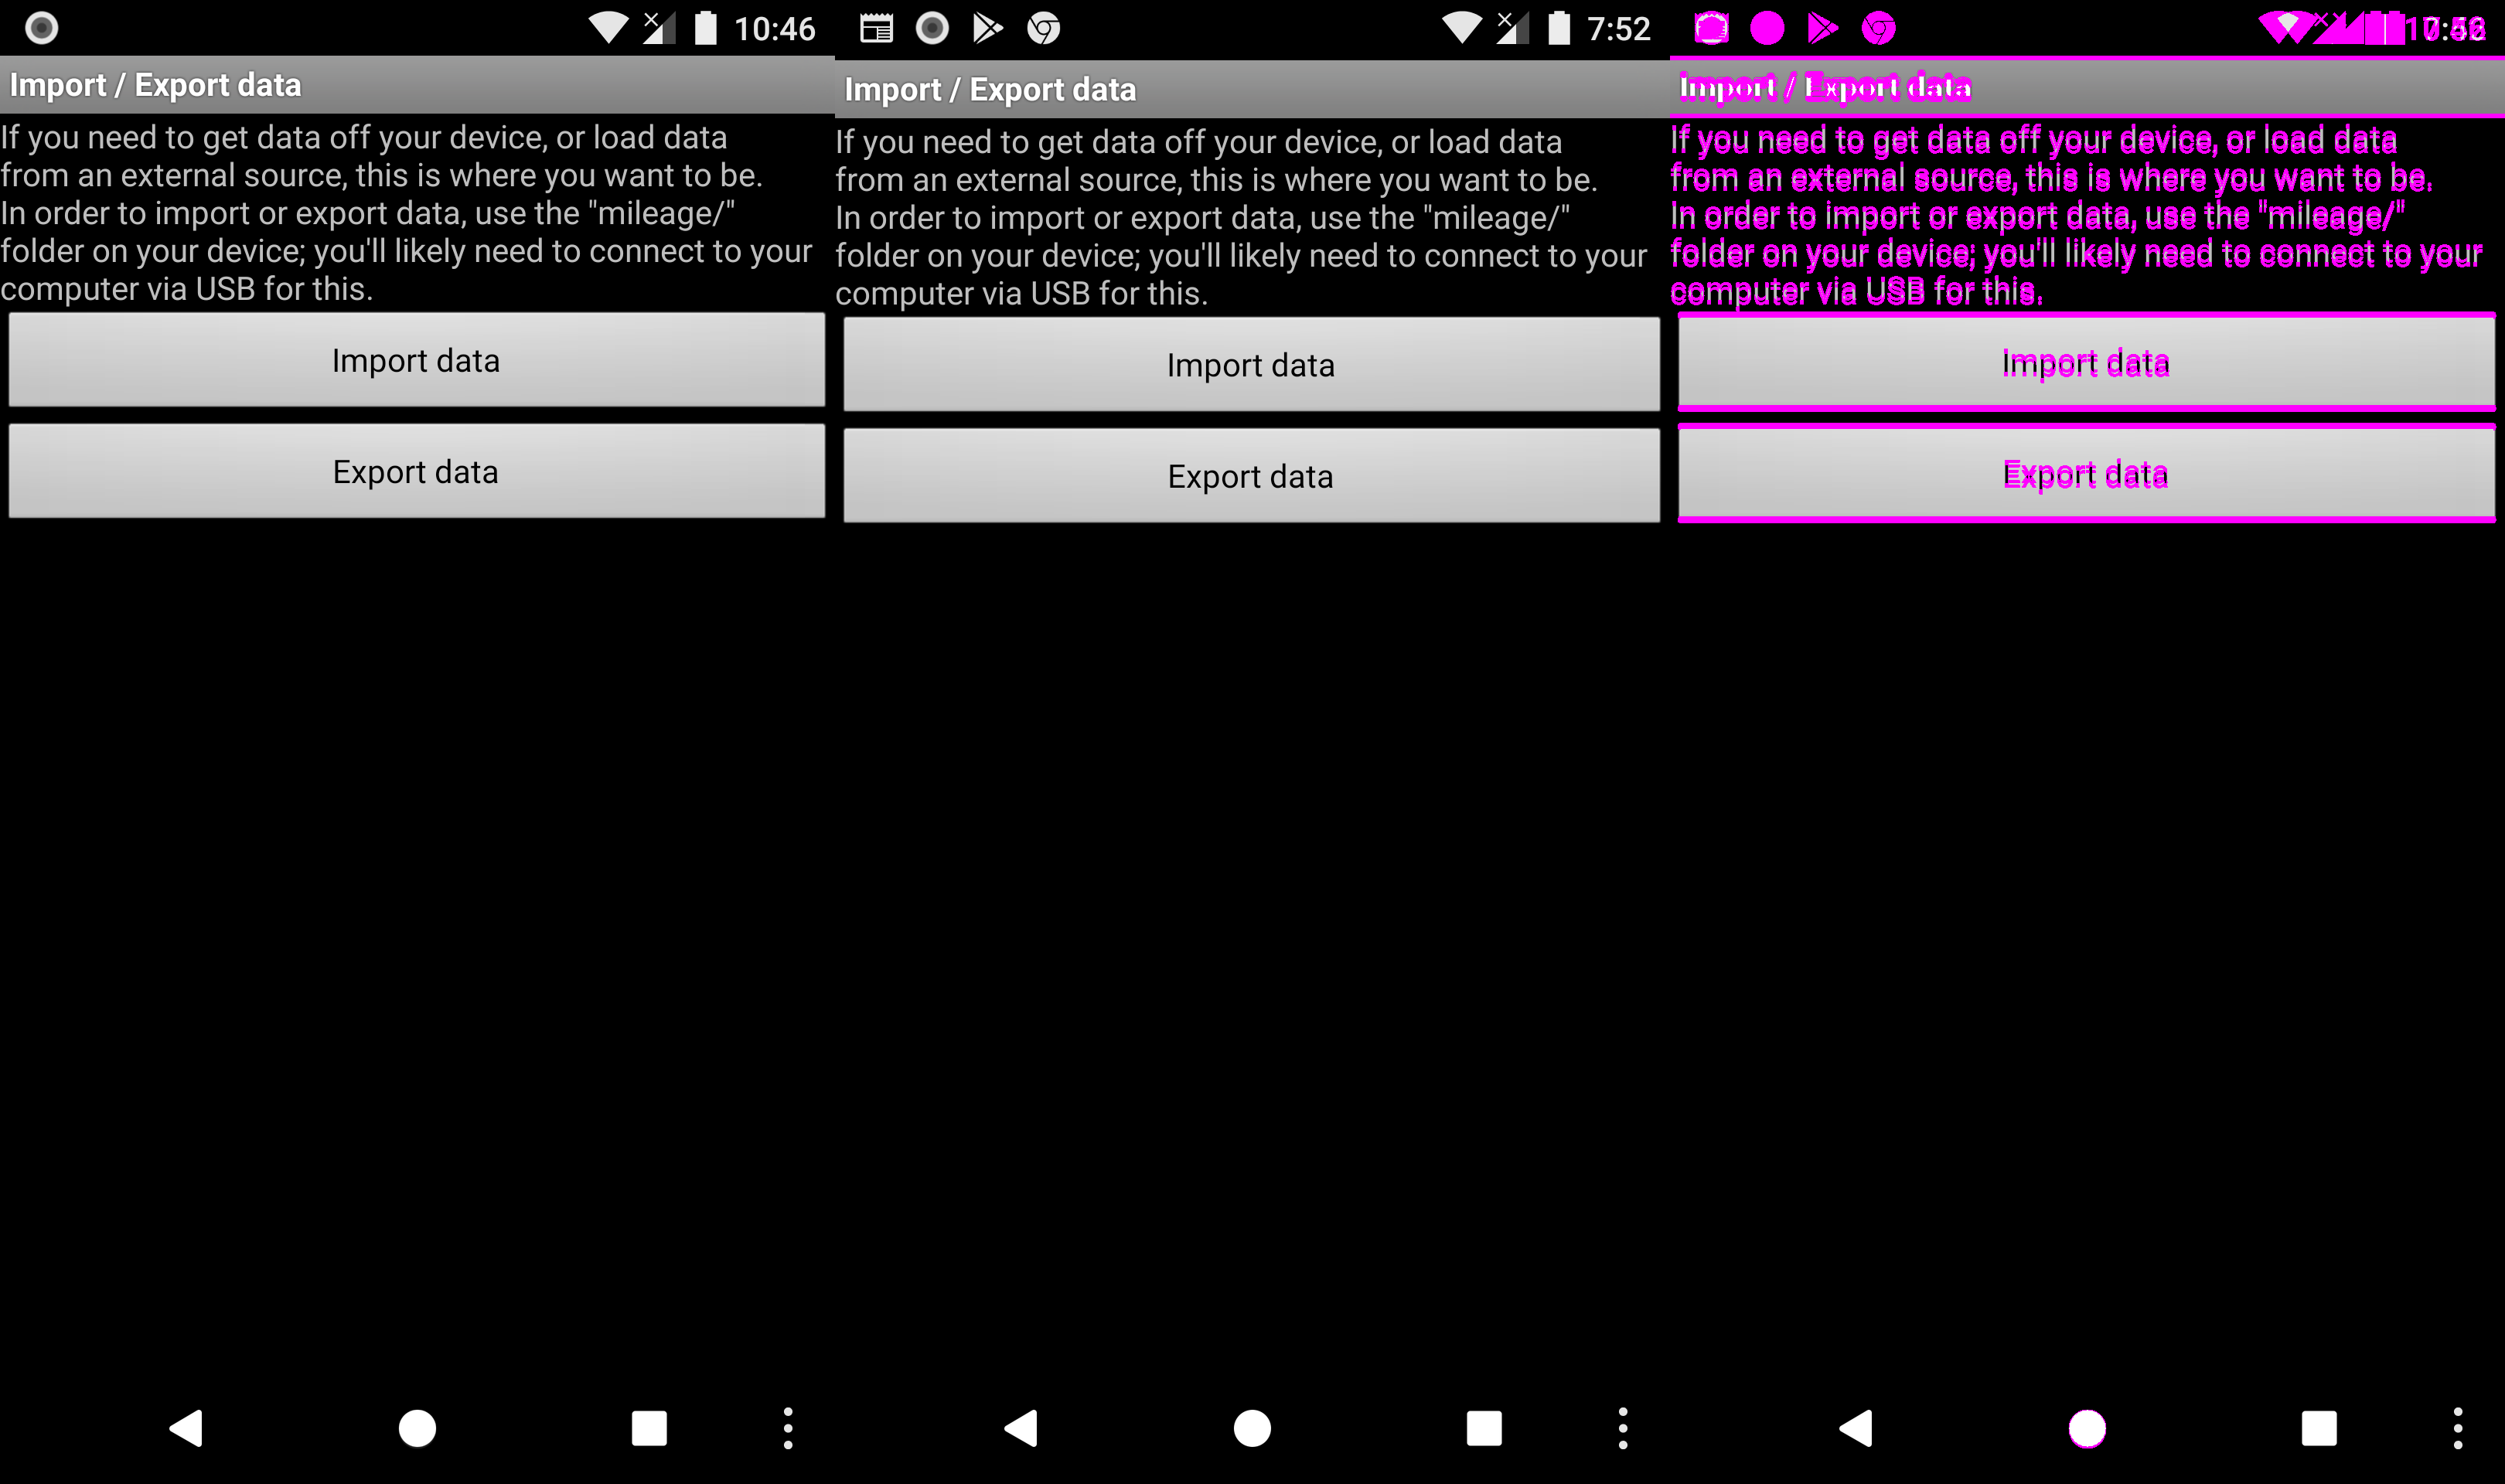 10:46
Import / Export data
If you need to get data off your device, or load data
from an external source, this is where you want to be.
In order to import or export data, use the "mileage/"
folder on your device; you'll likely need to connect to your
computer via USB for this.
Import data
Export data
7:52
Import / Export data
If you need to get data off your device, or load data
from an external source, this is where you want to be.
In order to import or export data, use the "mileage/"
folder on your device; you'll likely need to connect to your
computer via USB for this.
Import data
Export data
Import / Export data
If you need to get data off your device, or load data
from an external source, this is where you want to be.
In order to import or export data, use the "mileage/"
folder on your device; you'll likely need to connect to your
computer via USB for this.
Import data
Export data